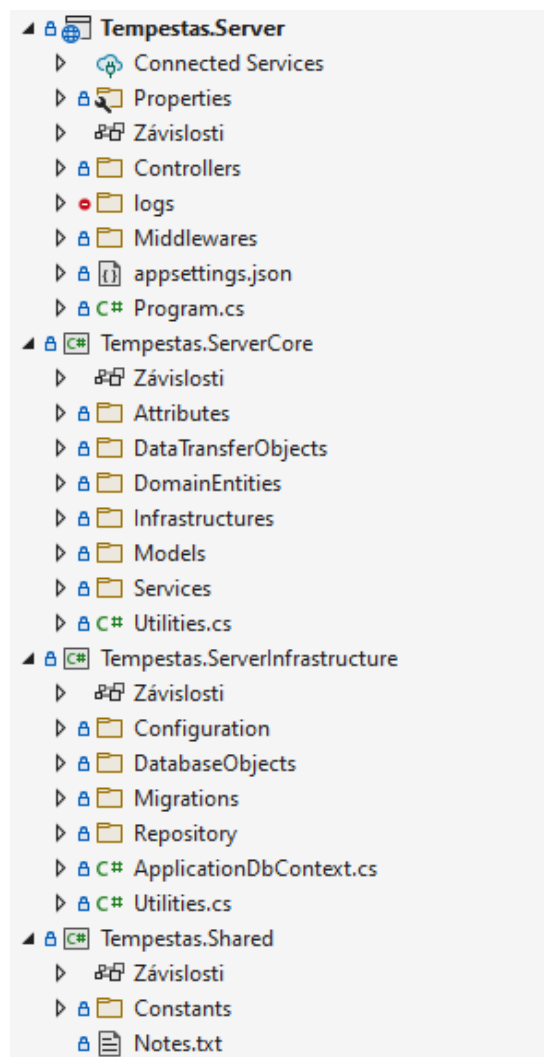 Tempestas.Server
Connected Services
Properties
Závislosti
Controllers
logs
Middlewares
appsettings.json
C# Program.cs
C# Tempestas.ServerCore
Závislosti
Attributes
DataTransferObjects
DomainEntities
Infrastructures
Models
Services
C# Utilities.cs
C# Tempestas.ServerInfrastructure
Závislosti
Configuration
DatabaseObjects
Migrations
Repository
C# ApplicationDbContext.cs
C# Utilities.cs
C# Tempestas.Shared
Závislosti
Constants
Notes.txt